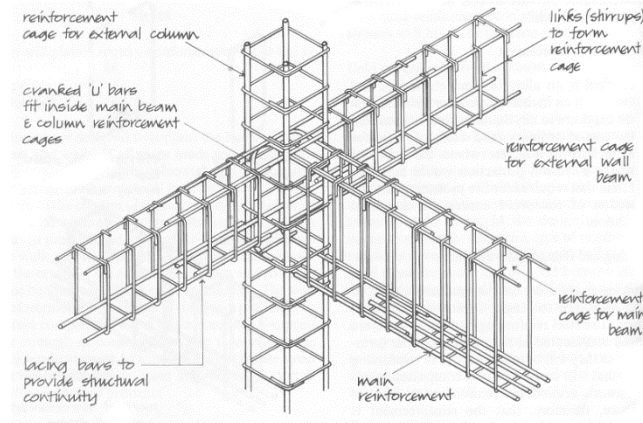 reinforcement
cage for external column
cranked 'U' bars
fit inside main beam
& column reinforcement
cages
links (stirrups)
to form
reinforcement
cage
reinforcement cage
for external wall
beam
reinforcement
cage for main
beam
main
reinforcement
lacing bars to
provide structural
continuity